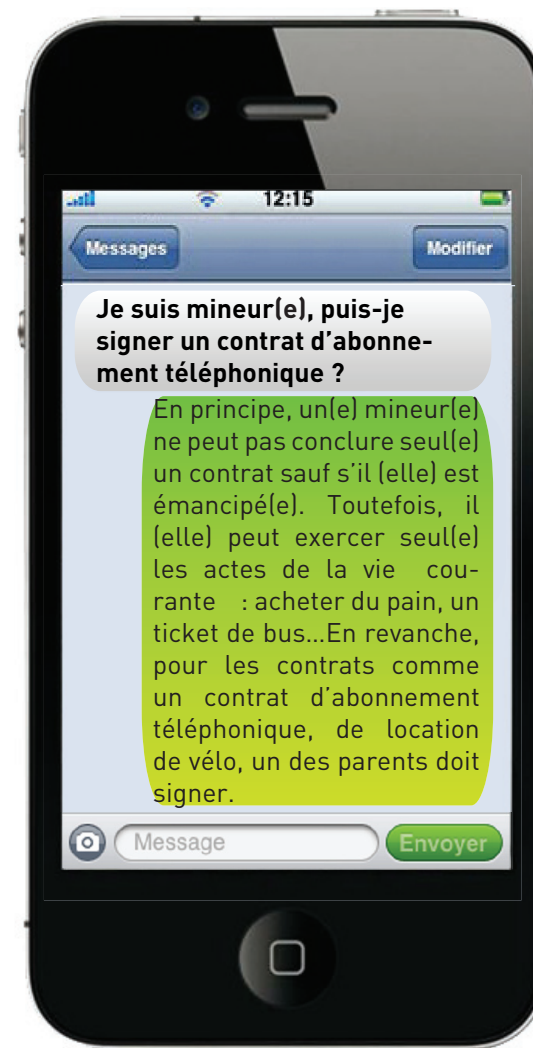 12:15
Messages
Modifier
Je suis mineur(e), puis-je
signer un contrat d'abonne-
ment téléphonique ?
En principe, un(e) mineur(e)
ne peut pas conclure seul(e)
un contrat sauf s'il (elle) est
émancipé(e). Toutefois, il
(elle) peut exercer seul(e)
les actes de la vie cou-
rante : acheter du pain, un
ticket de bus...En revanche,
pour les contrats comme
un contrat d'abonnement
téléphonique, de location
de vélo, un des parents doit
signer.
Message
Envoyer